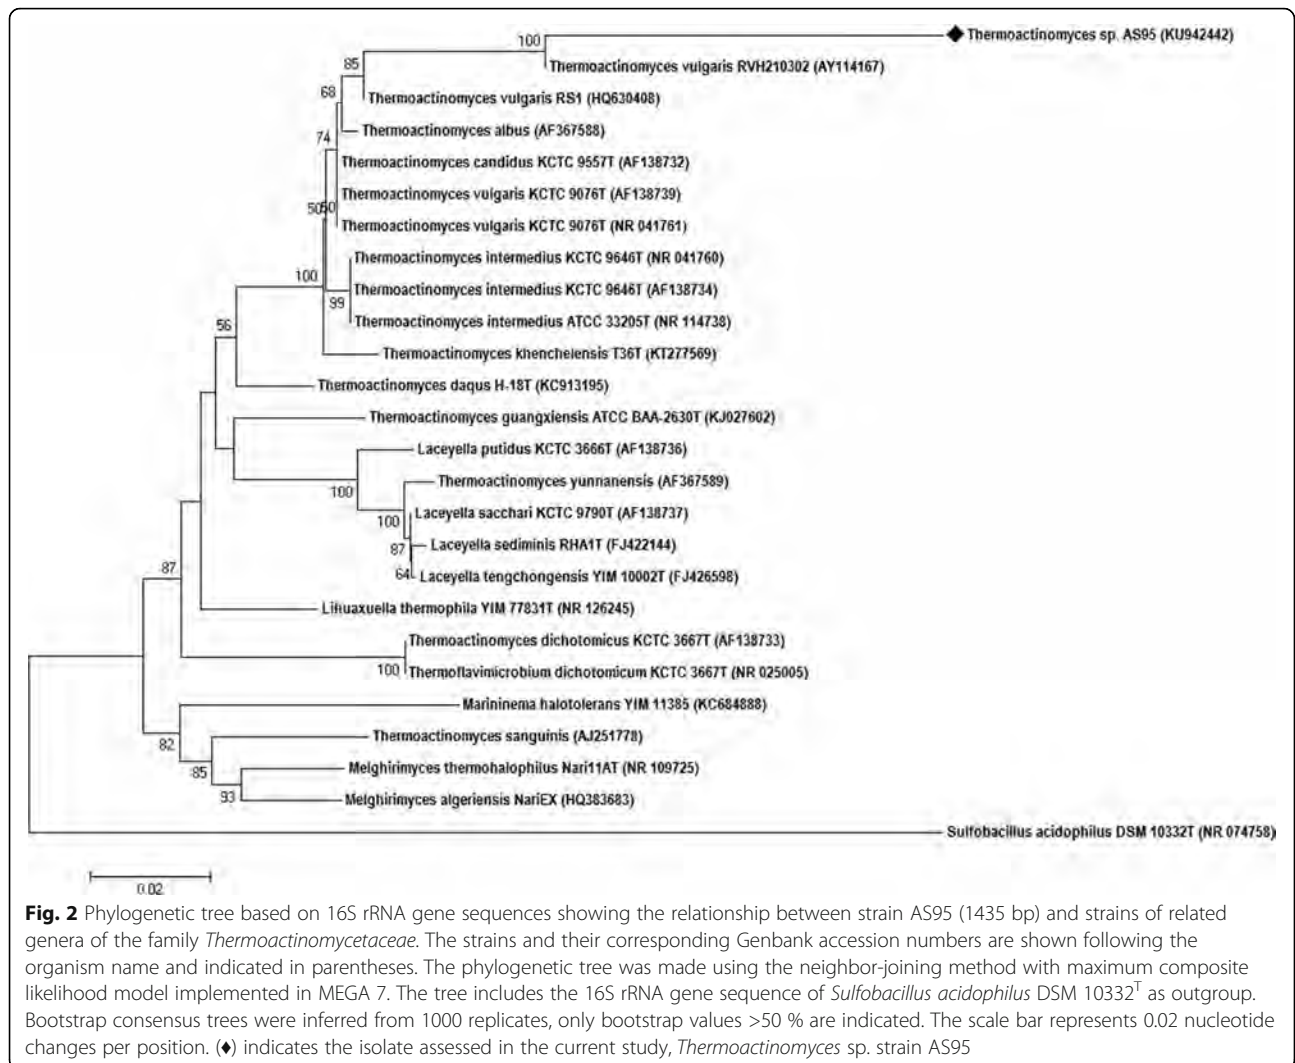 100
◆ Thermoactinomyces sp. AS95 (KU942442)
85
Thermoactinomyces vulgaris RVH210302 (AY114167)
68
Thermoactinomyces vulgaris RS1 (HQ630408)
74
Thermoactinomyces albus (AF367588)
Thermoactinomyces candidus KCTC 9557T (AF138732)
Thermoactinomyces vulgaris KCTC 9076T (AF138739)
50
60
Thermoactinomyces vulgaris KCTC 9076T (NR 041761)
Thermoactinomyces intermedius KCTC 9646T (NR 041760)
100
Thermoactinomyces intermedius KCTC 9646T (AF138734)
99
Thermoactinomyces intermedius ATCC 33205T (NR 114738)
56
Thermoactinomyces khenchelensis T36T (KT277569)
Thermoactinomyces daqus H-18T (KC913195)
Thermoactinomyces guangxiensis ATCC BAA-2630T (KJ027602)
Laceyella putidus KCTC 3666T (AF138736)
Thermoactinomyces yunnanensis (AF367589)
100
Laceyella sacchari KCTC 9790T (AF138737)
100
Laceyella sediminis RHA1T (FJ422144)
87
Laceyella tengchongensis YIM 10002T (FJ426598)
64
87
Lihuaxuella thermophila YIM 77831T (NR 126245)
Thermoactinomyces dichotomicus KCTC 3667T (AF138733)
100
Thermoflavimicrobium dichotomicum KCTC 3667T (NR 025005)
Marininema halotolerans YIM 11385 (KC684888)
82
Thermoactinomyces sanguinis (AJ251778)
85
Melghirimyces thermohalophilus Nari11AT (NR 109725)
93
Melghirimyces algeriensis NariEX (HQ383683)
Sulfobacillus acidophilus DSM 10332T (NR 074758)
0.02
Fig. 2 Phylogenetic tree based on 16S rRNA gene sequences showing the relationship between strain AS95 (1435 bp) and strains of related
genera of the family Thermoactinomycetaceae. The strains and their corresponding Genbank accession numbers are shown following the
organism name and indicated in parentheses. The phylogenetic tree was made using the neighbor-joining method with maximum composite
likelihood model implemented in MEGA 7. The tree includes the 16S rRNA gene sequence of Sulfobacillus acidophilus DSM 10332ᵀ as outgroup.
Bootstrap consensus trees were inferred from 1000 replicates, only bootstrap values >50 % are indicated. The scale bar represents 0.02 nucleotide
changes per position. (♦) indicates the isolate assessed in the current study, Thermoactinomyces sp. strain AS95